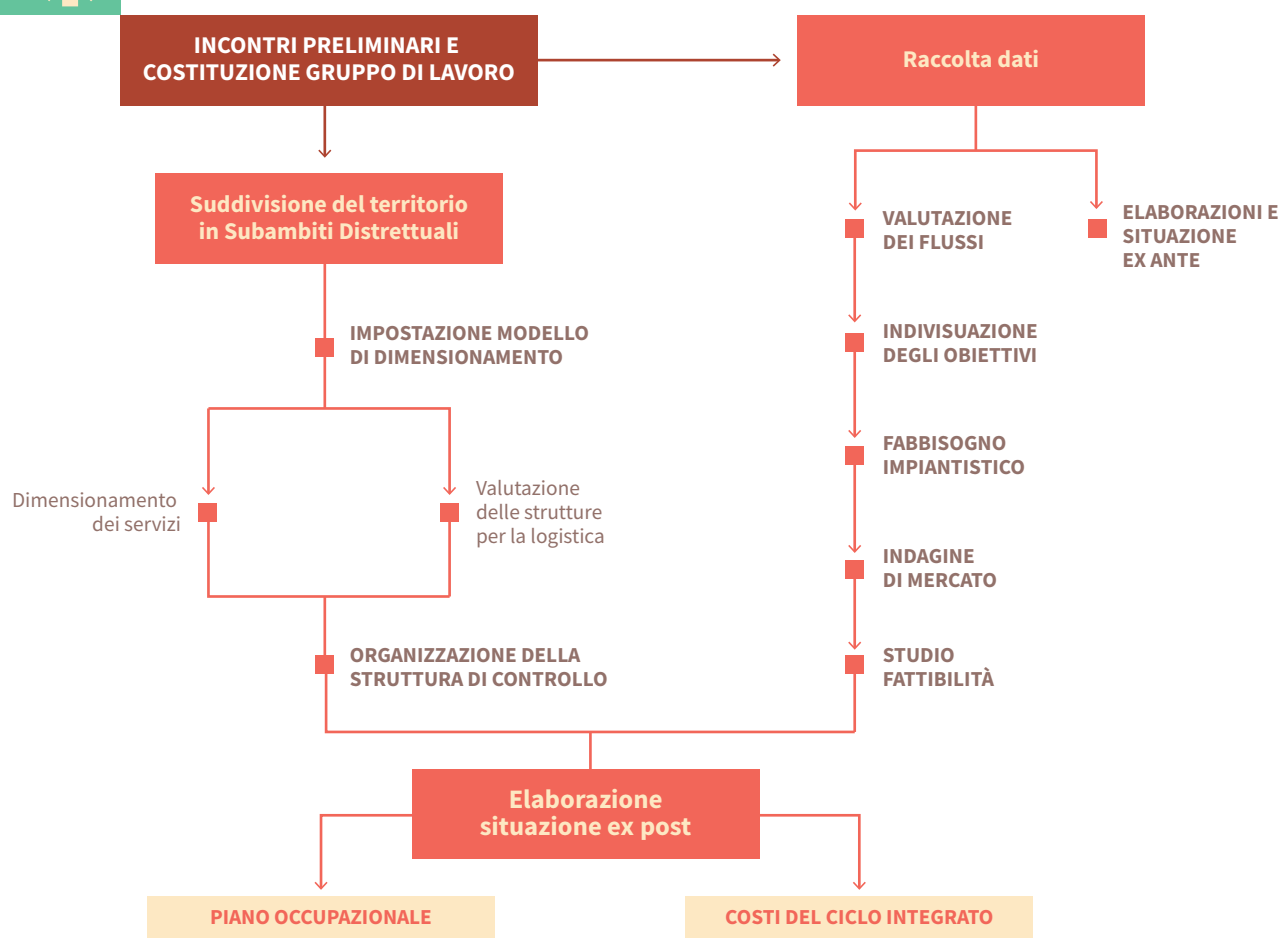 INCONTRI PRELIMINARI E
COSTITUZIONE GRUPPO DI LAVORO
Raccolta dati
Suddivisione del territorio
in Subambiti Distrettuali
VALUTAZIONE
DEI FLUSSI
ELABORAZIONI E
SITUAZIONE
EX ANTE
IMPOSTAZIONE MODELLO
DI DIMENSIONAMENTO
INDIVISUAZIONE
DEGLI OBIETTIVI
FABBISOGNO
IMPIANTISTICO
Dimensionamento
dei servizi
Valutazione
delle strutture
per la logistica
INDAGINE
DI MERCATO
ORGANIZZAZIONE DELLA
STRUTTURA DI CONTROLLO
STUDIO
FATTIBILITÀ
Elaborazione
situazione ex post
PIANO OCCUPAZIONALE
COSTI DEL CICLO INTEGRATO